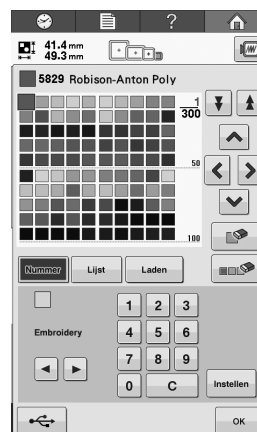 ?
41.4 mm
49.3 mm
5829 Robison-Anton Poly
1
300
50
100
Nummer Lijst Laden
1 2 3
Embroidery 4 5 6
7 8 9
0 C Instellen
OK